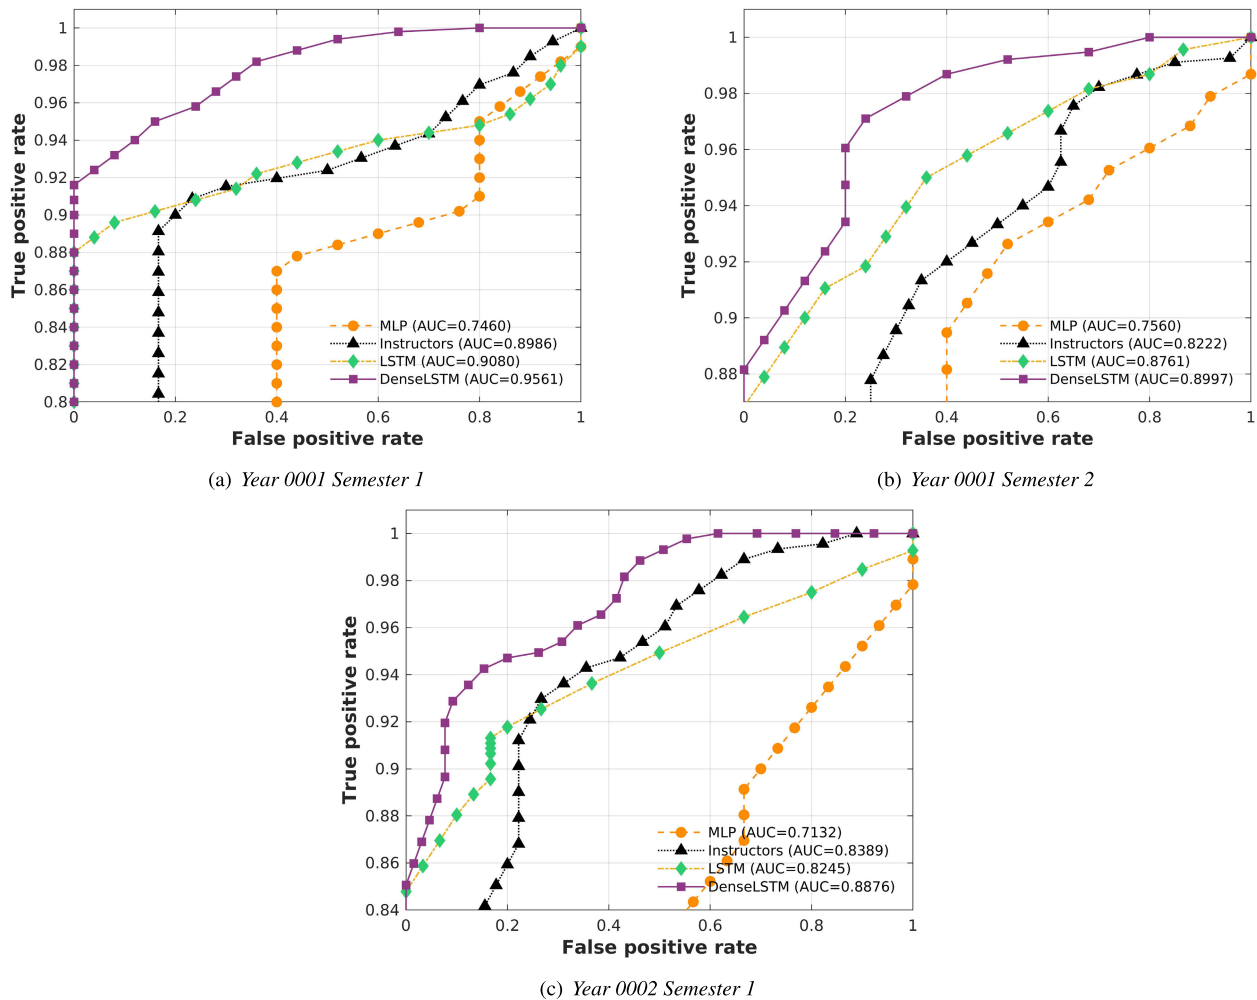 1
0.98
0.96
0.94
0.92
0.9
0.88
0.86
0.84
0.82
0.8
True positive rate
MLP (AUC=0.7460)
Instructors (AUC=0.8986)
LSTM (AUC=0.9080)
DenseLSTM (AUC=0.9561)
0 0.2 0.4 0.6 0.8 1
False positive rate
(a) Year 0001 Semester 1
1
0.98
0.96
0.94
0.92
0.9
0.88
True positive rate
MLP (AUC=0.7560)
Instructors (AUC=0.8222)
LSTM (AUC=0.8761)
DenseLSTM (AUC=0.8997)
0 0.2 0.4 0.6 0.8 1
False positive rate
(b) Year 0001 Semester 2
1
0.98
0.96
0.94
0.92
0.9
0.88
0.86
0.84
True positive rate
MLP (AUC=0.7132)
Instructors (AUC=0.8389)
LSTM (AUC=0.8245)
DenseLSTM (AUC=0.8876)
0 0.2 0.4 0.6 0.8 1
False positive rate
(c) Year 0002 Semester 1